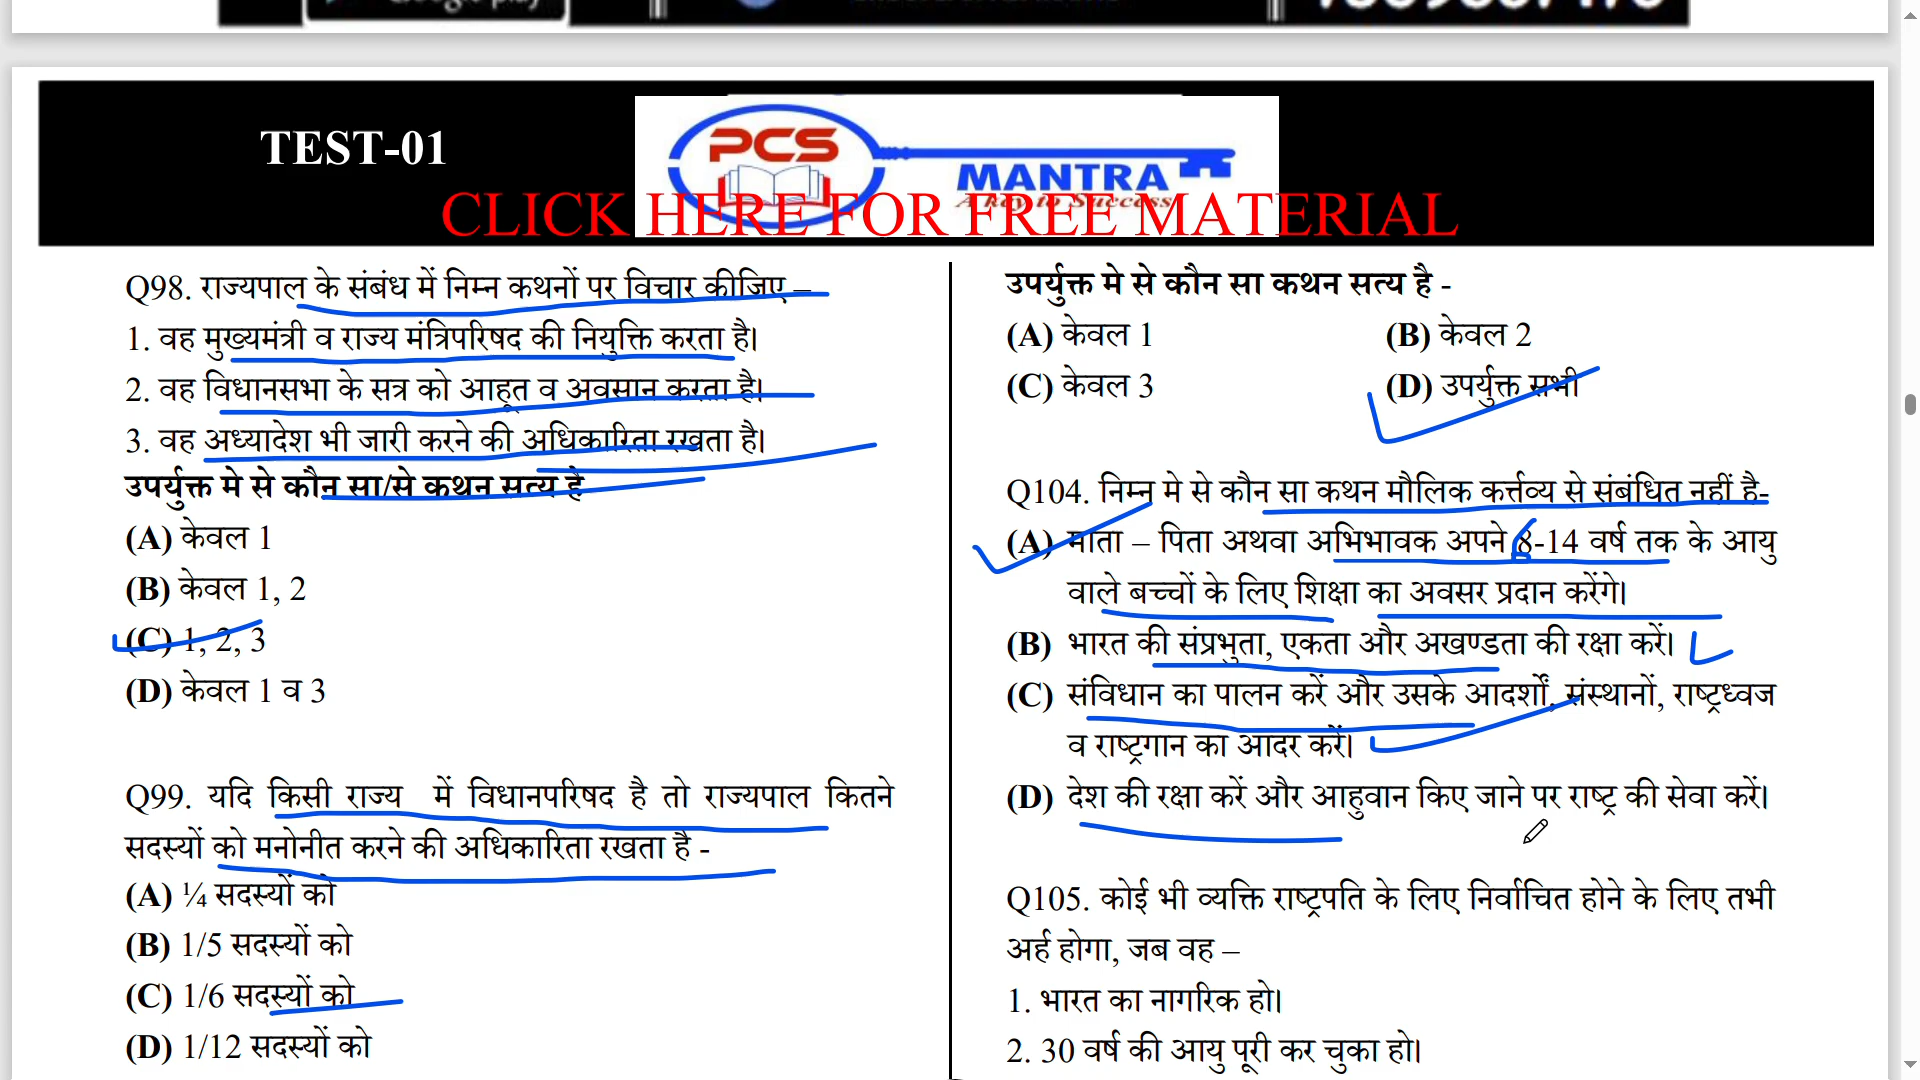 TEST-01
PCS
MANTRA
A key to Success
CLICK HERE FOR FREE MATERIAL
Q98. राज्यपाल के संबंध में निम्न कथनों पर विचार कीजिए –
1. वह मुख्यमंत्री व राज्य मंत्रिपरिषद की नियुक्ति करता है।
2. वह विधानसभा के सत्र को आहूत व अवसान करता है।
3. वह अध्यादेश भी जारी करने की अधिकारिता रखता है।
उपर्युक्त मे से कौन सा/से कथन सत्य है
(A) केवल 1
(B) केवल 1, 2
(C) 1, 2, 3
(D) केवल 1 व 3
Q99. यदि किसी राज्य में विधानपरिषद है तो राज्यपाल कितने
सदस्यों को मनोनीत करने की अधिकारिता रखता है -
(A) ¼ सदस्यों को
(B) 1/5 सदस्यों को
(C) 1/6 सदस्यों को
(D) 1/12 सदस्यों को
उपर्युक्त मे से कौन सा कथन सत्य है -
(A) केवल 1 (B) केवल 2
(C) केवल 3 (D) उपर्युक्त सभी
Q104. निम्न मे से कौन सा कथन मौलिक कर्त्तव्य से संबंधित नहीं है-
(A) माता – पिता अथवा अभिभावक अपने 8-14 वर्ष तक के आयु
वाले बच्चों के लिए शिक्षा का अवसर प्रदान करेंगे।
(B) भारत की संप्रभुता, एकता और अखण्डता की रक्षा करें।
(C) संविधान का पालन करें और उसके आदर्शों, संस्थानों, राष्ट्रध्वज
व राष्ट्रगान का आदर करें।
(D) देश की रक्षा करें और आहुवान किए जाने पर राष्ट्र की सेवा करें।
Q105. कोई भी व्यक्ति राष्ट्रपति के लिए निर्वाचित होने के लिए तभी
अर्ह होगा, जब वह –
1. भारत का नागरिक हो।
2. 30 वर्ष की आयु पूरी कर चुका हो।